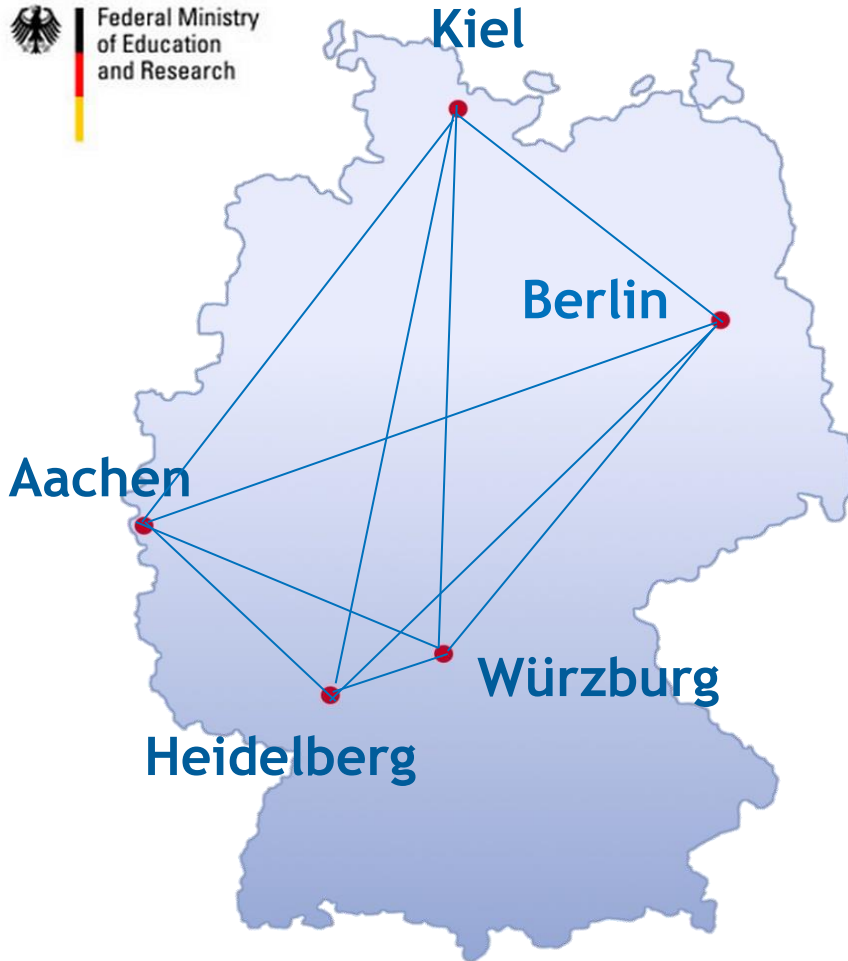 Federal Ministry
of Education
and Research
Kiel
Berlin
Aachen
Würzburg
Heidelberg